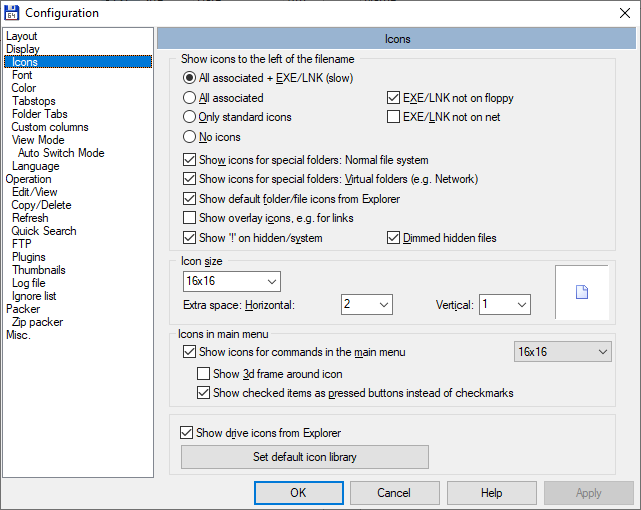 Configuration
Layout
Display
Icons
Font
Color
Tabstops
Folder Tabs
Custom columns
View Mode
Auto Switch Mode
Language
Operation
Edit/View
Copy/Delete
Refresh
Quick Search
FTP
Plugins
Thumbnails
Log file
Ignore list
Packer
Zip packer
Misc.
Icons
Show icons to the left of the filename
All associated + EXE/LNK (slow)
All associated
EXE/LNK not on floppy
Only standard icons
EXE/LNK not on net
No icons
Show icons for special folders: Normal file system
Show icons for special folders: Virtual folders (e.g. Network)
Show default folder/file icons from Explorer
Show overlay icons, e.g. for links
Show '!' on hidden/system
Dimmed hidden files
Icon size
16x16
Extra space: Horizontal: 2 Vertical: 1
Icons in main menu
Show icons for commands in the main menu 16x16
Show 3d frame around icon
Show checked items as pressed buttons instead of checkmarks
Show drive icons from Explorer
Set default icon library
OK Cancel Help Apply